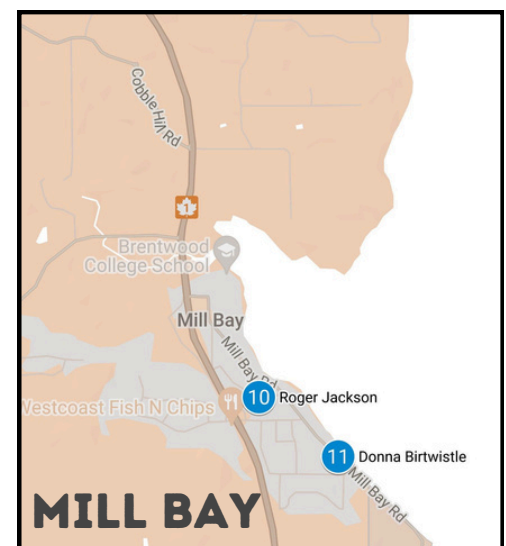 Cobble Hill Rd
1
Brentwood
College School
Mill Bay
Mill Bay Rd
10 Roger Jackson
Westcoast Fish N Chips
11 Donna Birtwistle
Mill Bay Rd
MILL BAY